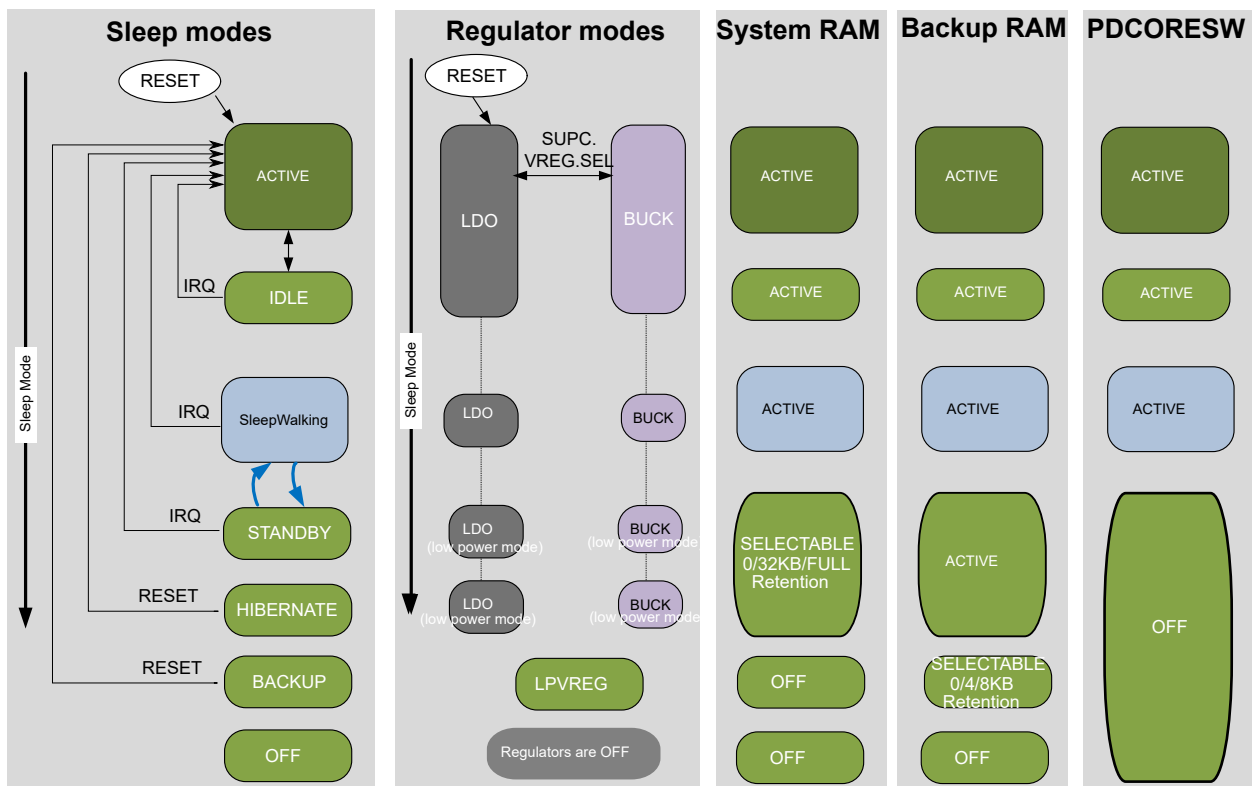 Sleep modes
RESET
ACTIVE
IRQ
IDLE
Sleep Mode
IRQ
SleepWalking
IRQ
STANDBY
RESET
HIBERNATE
RESET
BACKUP
OFF
Regulator modes
RESET
SUPC.
VREG.SEL
LDO
BUCK
Sleep Mode
LDO
BUCK
LDO
(low power mode)
BUCK
(low power mode
LDO
(low power mode)
BUCK
(low power mode
LPVREG
Regulators are OFF
System RAM
ACTIVE
ACTIVE
ACTIVE
SELECTABLE
0/32KB/FULL
Retention
OFF
OFF
Backup RAM
ACTIVE
ACTIVE
ACTIVE
ACTIVE
SELECTABLE
0/4/8KB
Retention
OFF
PDCORESW
ACTIVE
ACTIVE
ACTIVE
OFF